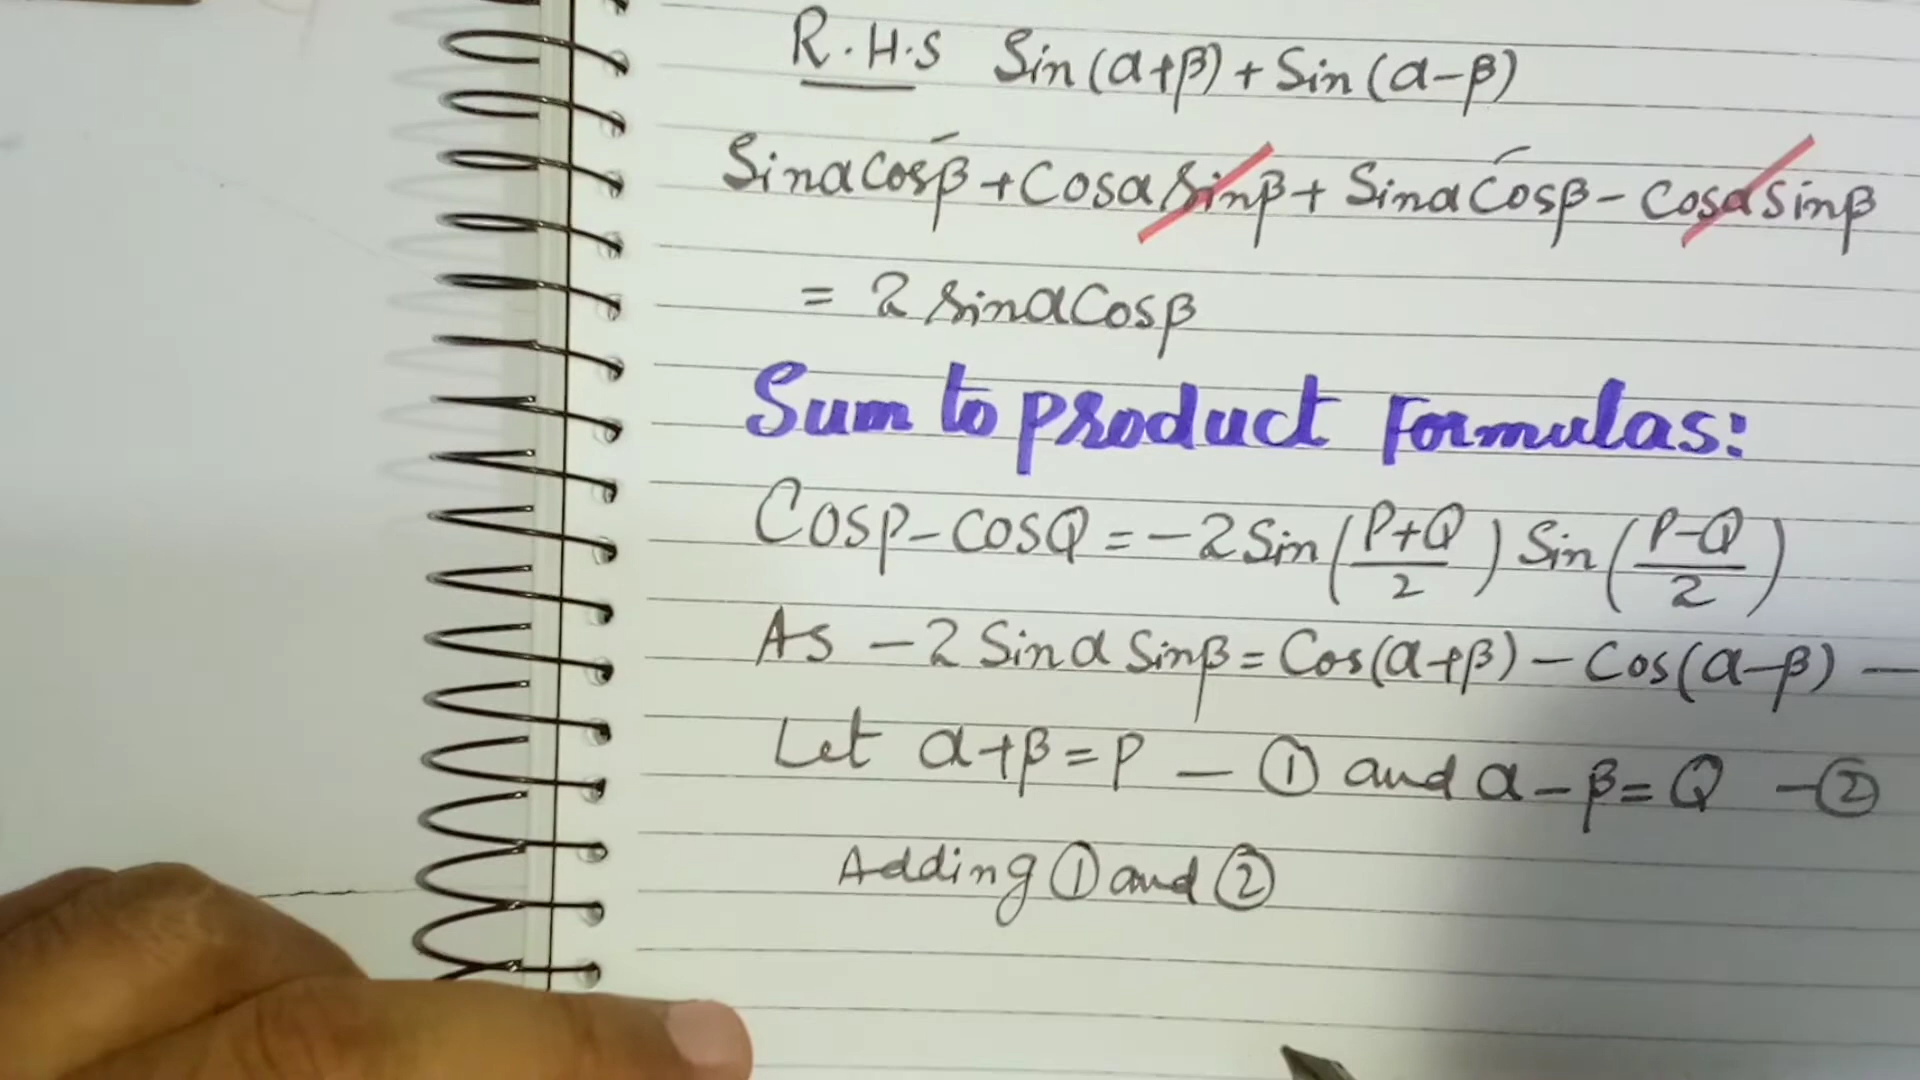 R.H.S Sin(α+β)+Sin(α-β)
Sinα Cosβ + Cosα Sinβ + Sinα Cosβ - Cosα Sinβ
= 2 Sinα Cosβ
Sum to product Formulas:
CosP - CosQ = -2 Sin(P+Q/2) Sin(P-Q/2)
As -2 Sinα Sinβ = Cos(α+β) - Cos(α-β) -
Let α+β=P - ① and α-β=Q - ②
Adding ① and ②